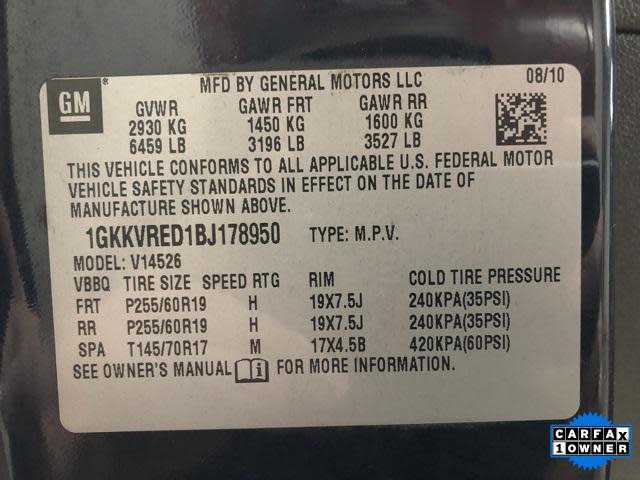 GM
MFD BY GENERAL MOTORS LLC 08/10
GVWR GAWR FRT GAWR RR
2930 KG 1450 KG 1600 KG
6459 LB 3196 LB 3527 LB
THIS VEHICLE CONFORMS TO ALL APPLICABLE U.S. FEDERAL MOTOR
VEHICLE SAFETY STANDARDS IN EFFECT ON THE DATE OF
MANUFACTURE SHOWN ABOVE.
1GKKVRED1BJ178950 TYPE: M.P.V.
MODEL: V14526
VBBQ TIRE SIZE SPEED RTG RIM COLD TIRE PRESSURE
FRT P255/60R19 H 19X7.5J 240KPA(35PSI)
RR P255/60R19 H 19X7.5J 240KPA(35PSI)
SPA T145/70R17 M 17X4.5B 420KPA(60PSI)
SEE OWNER'S MANUAL i FOR MORE INFORMATION.
CARFAX
1 OWNER